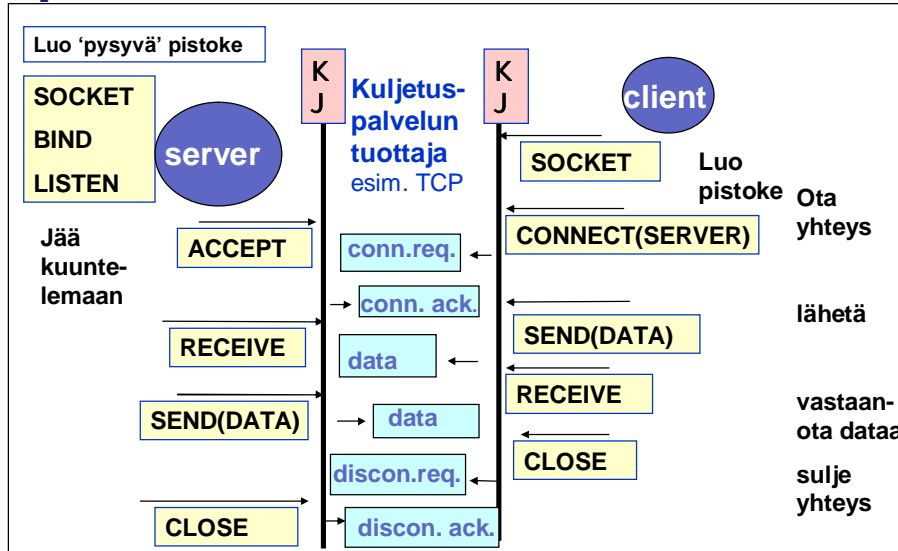 Luo ‘pysyvä’ pistoke
SOCKET
BIND
LISTEN
server
K
J
Kuljetus-
palvelun
tuottaja
esim. TCP
K
J
client
SOCKET
Luo
pistoke
Ota
yhteys
CONNECT(SERVER)
Jää
kuunte-
lemaan
ACCEPT
conn.req.
conn. ack.
lähetä
SEND(DATA)
RECEIVE
data
RECEIVE
vastaan-
ota dataa
SEND(DATA)
data
CLOSE
discon.req.
sulje
yhteys
CLOSE
discon. ack.